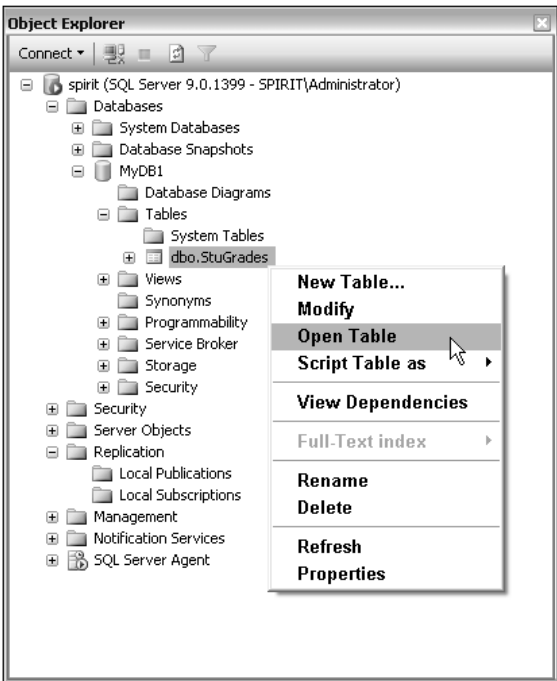 Object Explorer
Connect
spirit (SQL Server 9.0.1399 - SPIRIT\Administrator)
Databases
System Databases
Database Snapshots
MyDB1
Database Diagrams
Tables
System Tables
dbo.StuGrades
Views
Synonyms
Programmability
Service Broker
Storage
Security
Security
Server Objects
Replication
Local Publications
Local Subscriptions
Management
Notification Services
SQL Server Agent
New Table...
Modify
Open Table
Script Table as
View Dependencies
Full-Text index
Rename
Delete
Refresh
Properties